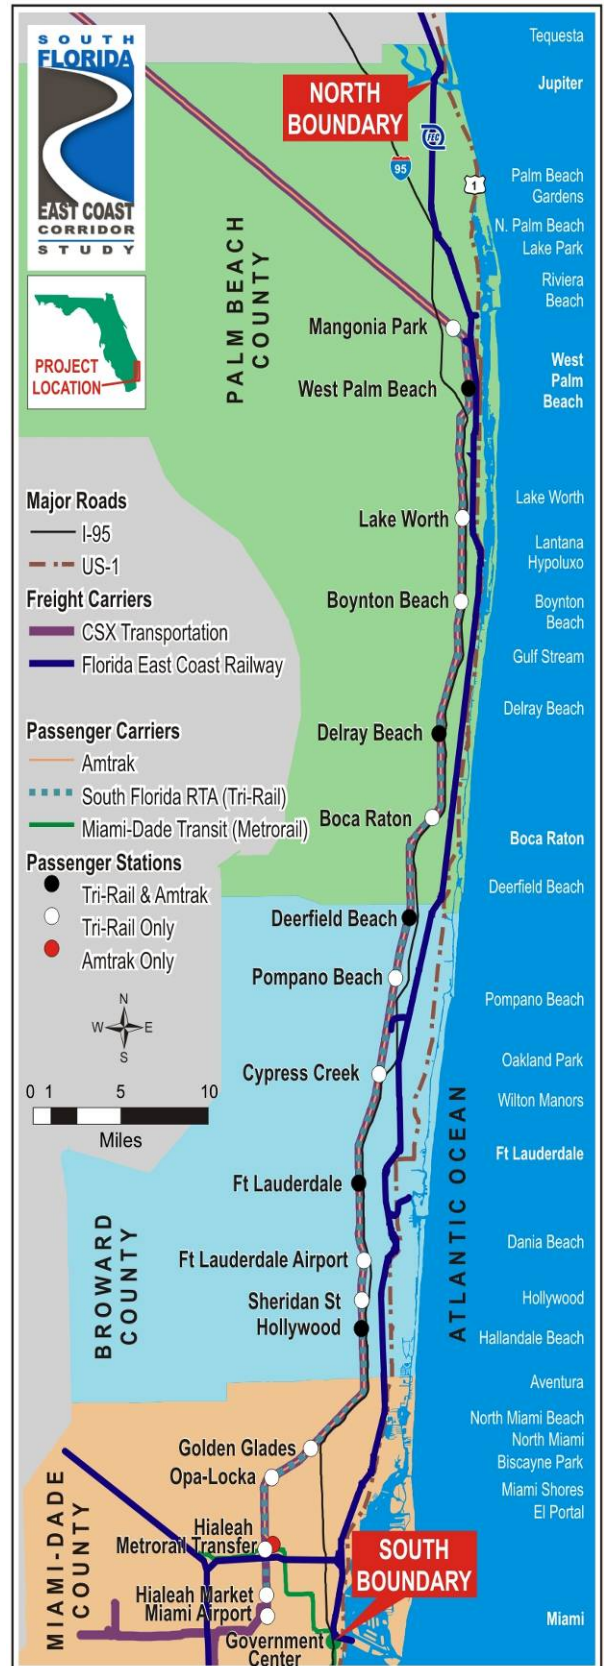 SOUTH
FLORIDA
EAST COAST
CORRIDOR
STUDY
PROJECT
LOCATION
NORTH
BOUNDARY
FEC
95
1
PALM BEACH
COUNTY
Tequesta
Jupiter
Palm Beach
Gardens
N. Palm Beach
Lake Park
Riviera
Beach
West
Palm
Beach
Lake Worth
Lantana
Hypoluxo
Boynton
Beach
Gulf Stream
Delray Beach
Boca Raton
Deerfield Beach
Pompano Beach
Oakland Park
Wilton Manors
Ft Lauderdale
Dania Beach
Hollywood
Hallandale Beach
Aventura
North Miami Beach
North Miami
Biscayne Park
Miami Shores
El Portal
Miami
Mangonia Park
West Palm Beach
Lake Worth
Boynton Beach
Delray Beach
Boca Raton
Deerfield Beach
Pompano Beach
Cypress Creek
Ft Lauderdale
Ft Lauderdale Airport
Sheridan St
Hollywood
Golden Glades
Opa-Locka
Hialeah
Metrorail Transfer
Hialeah Market
Miami Airport
Government
Center
Major Roads
I-95
US-1
Freight Carriers
CSX Transportation
Florida East Coast Railway
Passenger Carriers
Amtrak
South Florida RTA (Tri-Rail)
Miami-Dade Transit (Metrorail)
Passenger Stations
Tri-Rail & Amtrak
Tri-Rail Only
Amtrak Only
N
W E
S
0 1 5 10
Miles
ATLANTIC OCEAN
BROWARD
COUNTY
MIAMI-DADE
COUNTY
SOUTH
BOUNDARY